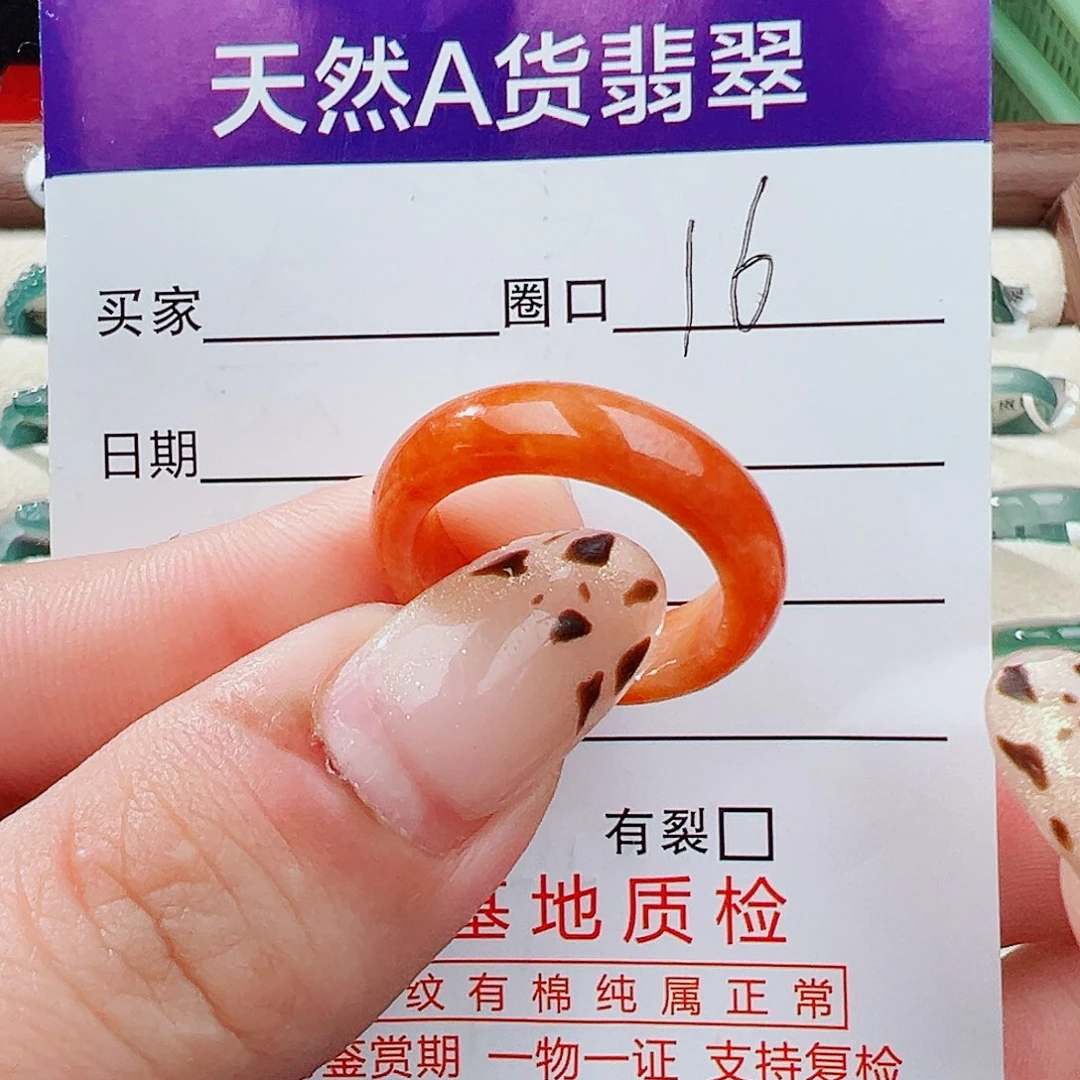 天然A货翡翠
买家 圈口 16
日期
有裂
基地质检
纹有棉纯属正常
鉴赏期 一物一证 支持复检